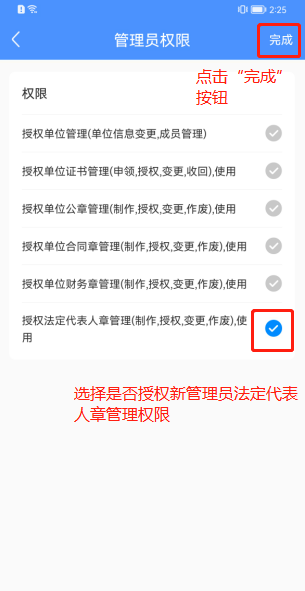 2:25
管理员权限
完成
点击“完成”
按钮
权限
授权单位管理(单位信息变更,成员管理)
授权单位证书管理(申领,授权,变更,收回),使用
授权单位公章管理(制作,授权,变更,作废),使用
授权单位合同章管理(制作,授权,变更,作废),使用
授权单位财务章管理(制作,授权,变更,作废),使用
授权法定代表人章管理(制作,授权,变更,作废),使
用
选择是否授权新管理员法定代表
人章管理权限